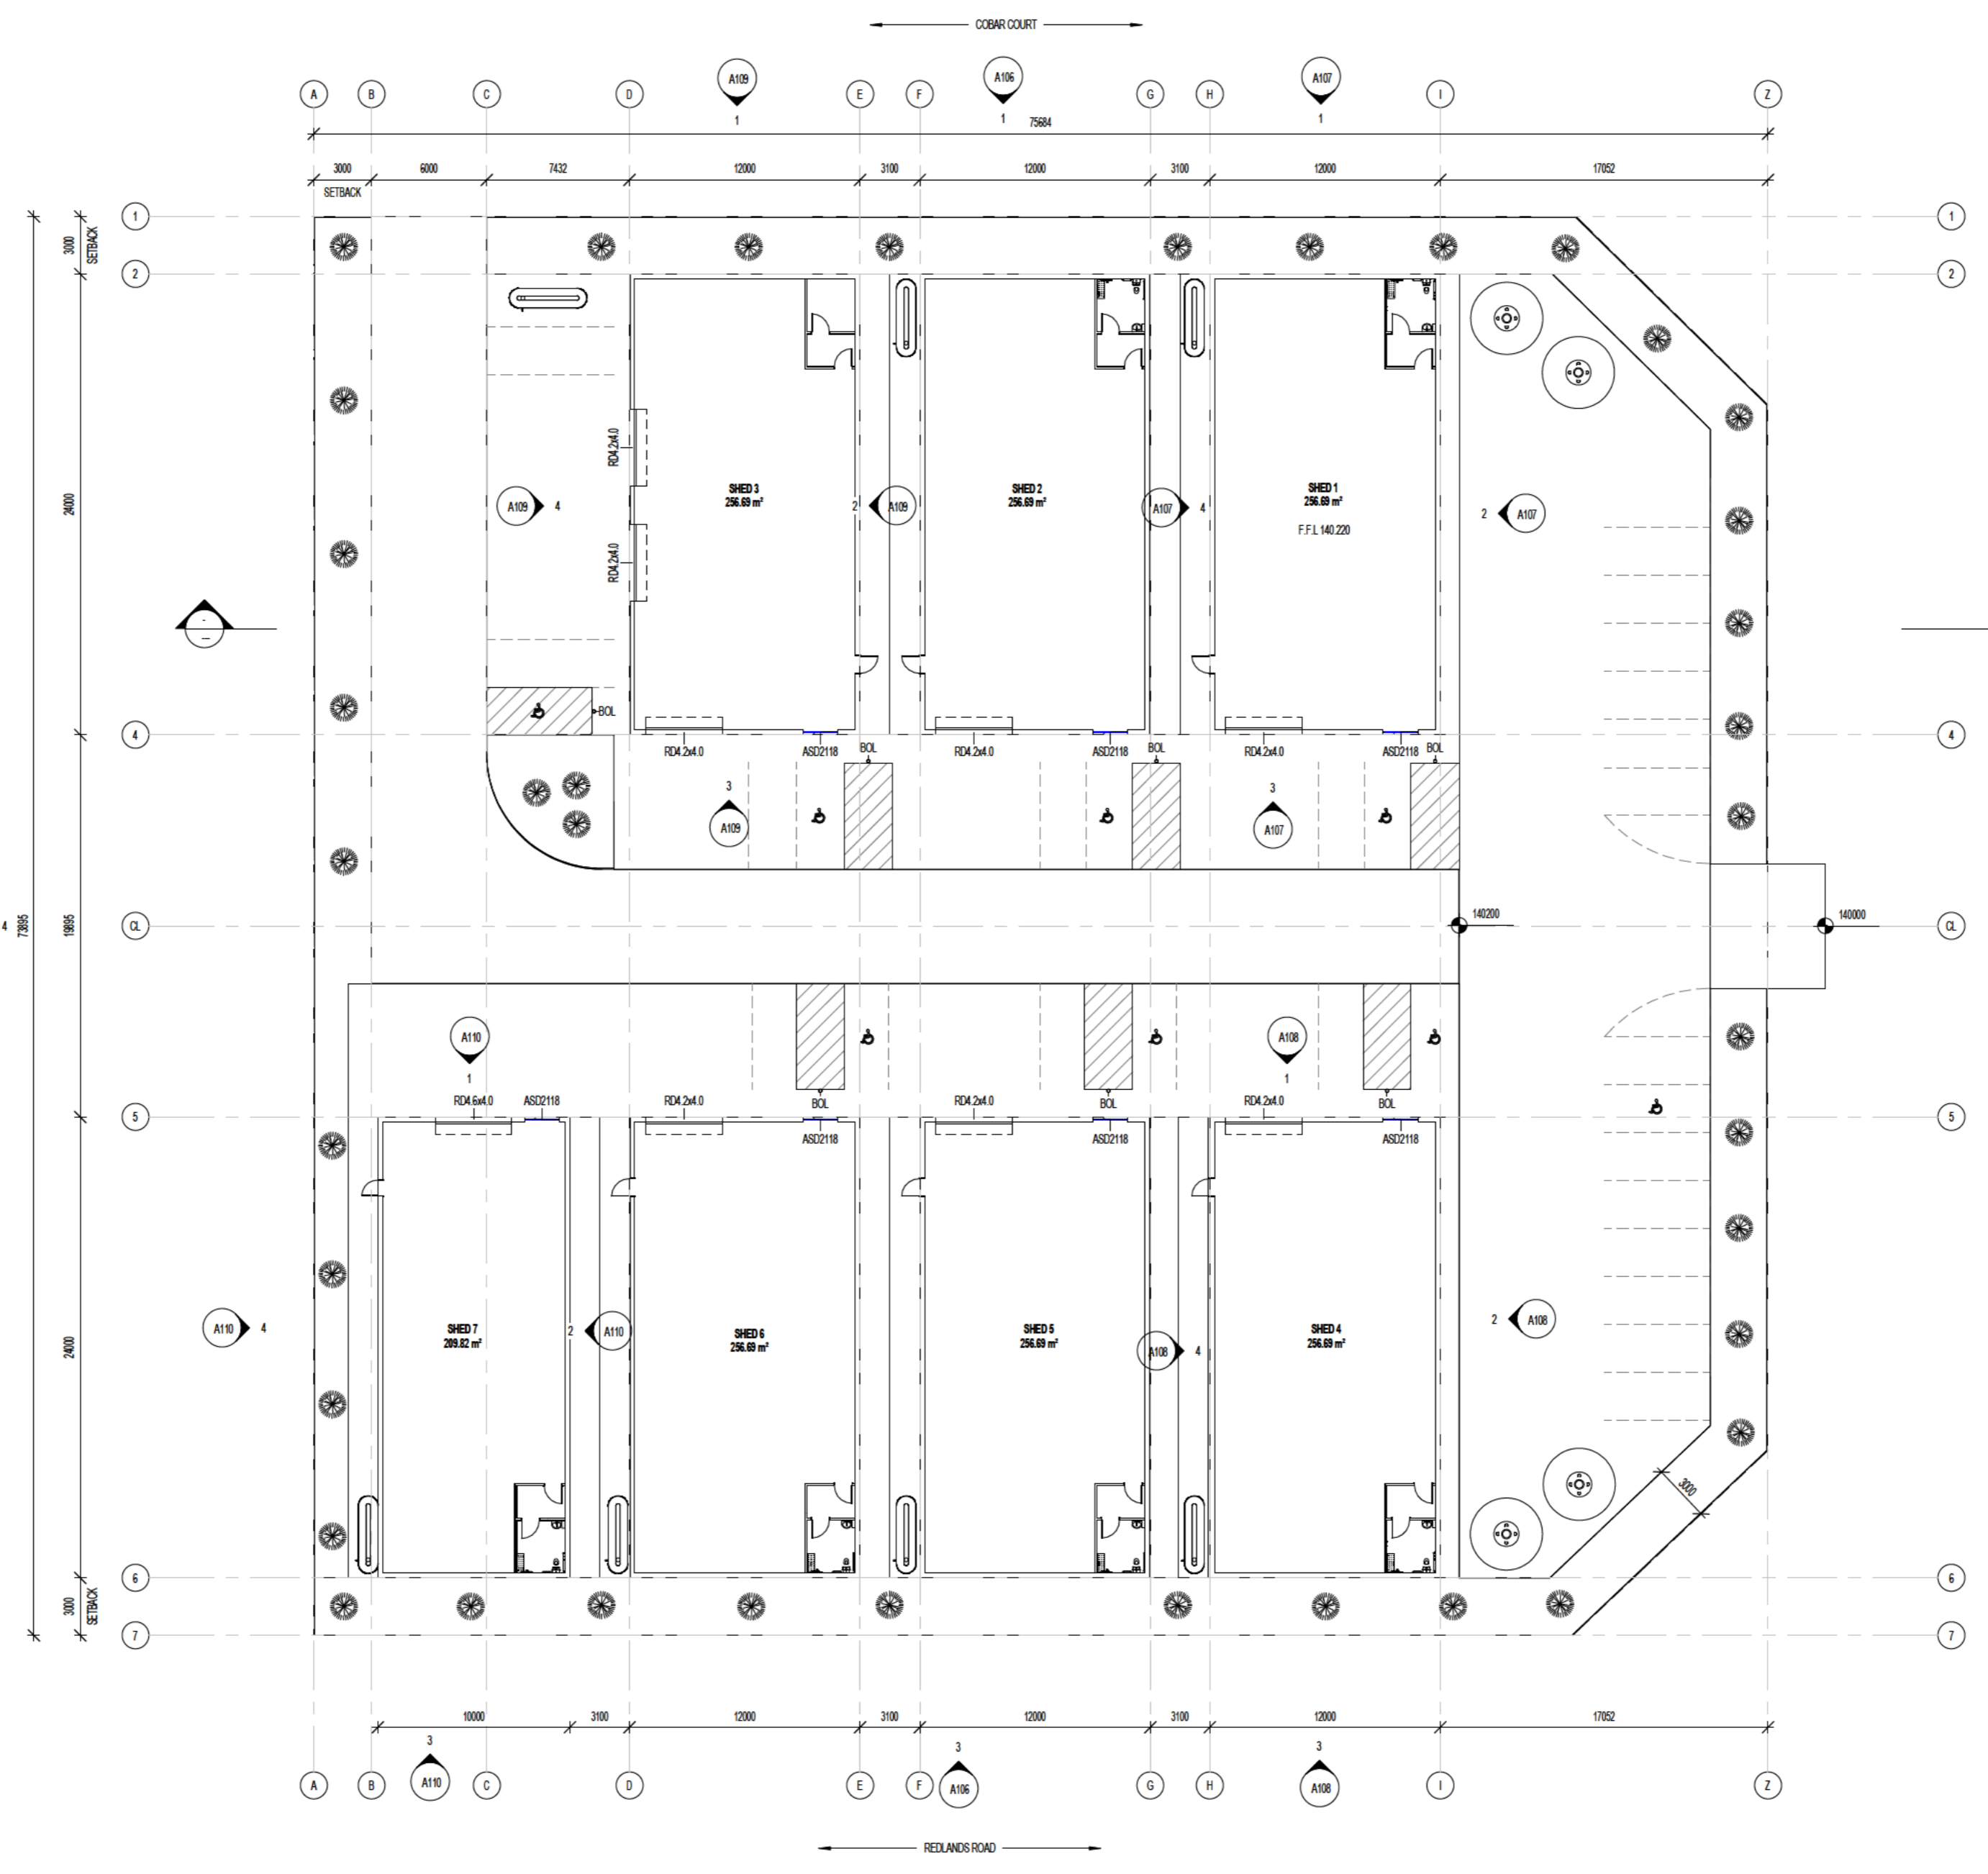 COBAR COURT
A109
A106
A107
A
B
C
D
E
F
G
H
I
Z
1
1
1
75684
3000
6000
7432
12000
3100
12000
3100
12000
17052
SETBACK
1
1
3000
SETBACK
2
2
RD4.2x4.0
24000
SHED 3
256.69 m²
SHED 2
256.69 m²
SHED 1
256.69 m²
F.F.L 140.220
A109
4
2
A109
A107
4
2
A107
RD4.2x4.0
-
BOL
4
4
RD4.2x4.0
ASD2118
BOL
RD4.2x4.0
ASD2118
BOL
RD4.2x4.0
ASD2118
BOL
3
A109
3
A107
4
73895
19895
CL
140200
140000
CL
A110
1
A108
1
RD4.6x4.0
ASD2118
RD4.2x4.0
BOL
RD4.2x4.0
BOL
RD4.2x4.0
BOL
5
5
ASD2118
ASD2118
ASD2118
A110
4
24000
SHED 7
209.82 m²
2
A110
SHED 6
256.69 m²
SHED 5
256.69 m²
A108
4
SHED 4
256.69 m²
2
A108
3000
6
6
3000
SETBACK
7
7
10000
3100
12000
3100
12000
3100
12000
17052
3
3
3
A
B
A110
C
D
E
F
A106
G
H
A108
I
Z
REDLANDS ROAD